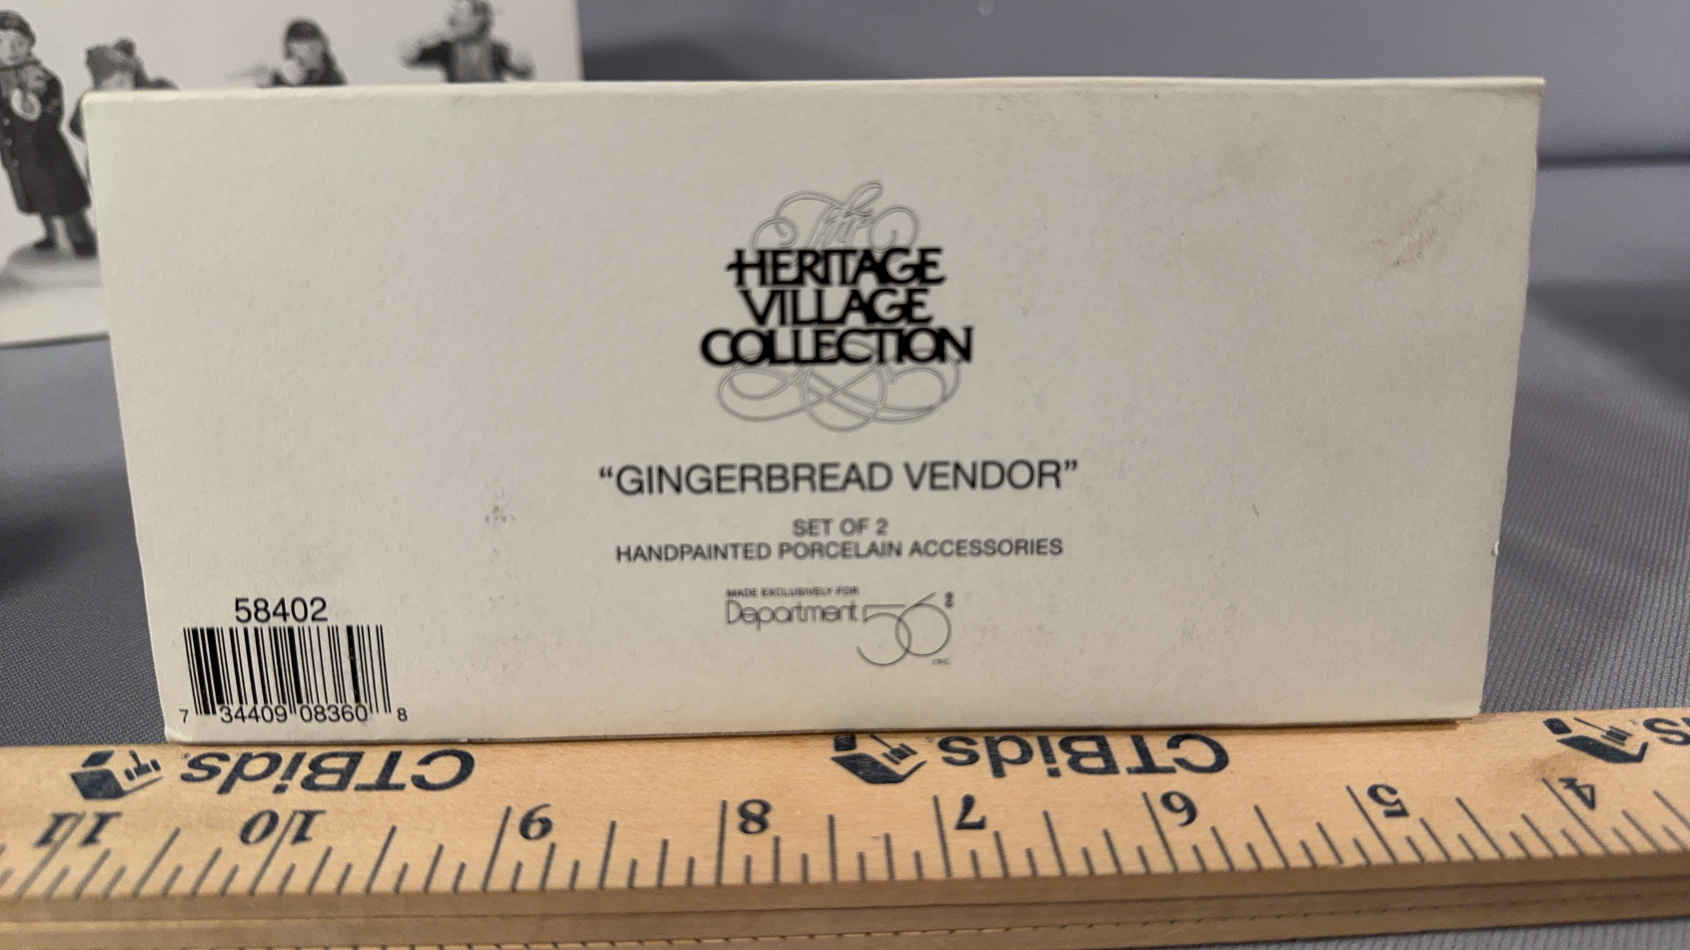 The
HERITAGE
VILLAGE
COLLECTION
“GINGERBREAD VENDOR”
SET OF 2
HANDPAINTED PORCELAIN ACCESSORIES
MADE EXCLUSIVELY FOR
Department 56®
INC.
58402
7 34409 08360 8
CTBids CTBids
11 10 9 8 7 6 5 4